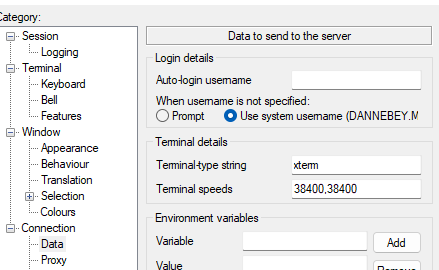 Category:
Session
Logging
Terminal
Keyboard
Bell
Features
Window
Appearance
Behaviour
Translation
Selection
Colours
Connection
Data
Proxy
Data to send to the server
Login details
Auto-login username
When username is not specified:
Prompt
Use system username (DANNEBEY.M
Terminal details
Terminal-type string
xterm
Terminal speeds
38400,38400
Environment variables
Variable
Add
Value
Remove